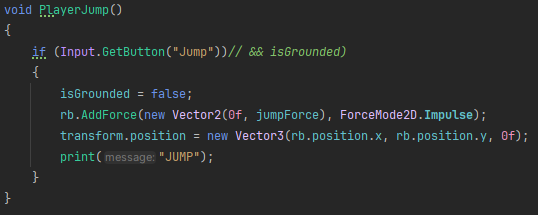 void PlayerJump()
{
    if (Input.GetButton("Jump"))// && isGrounded)
    {
        isGrounded = false;
        rb.AddForce(new Vector2(0f, jumpForce), ForceMode2D.Impulse);
        transform.position = new Vector3(rb.position.x, rb.position.y, 0f);
        print(message:"JUMP");
    }
}